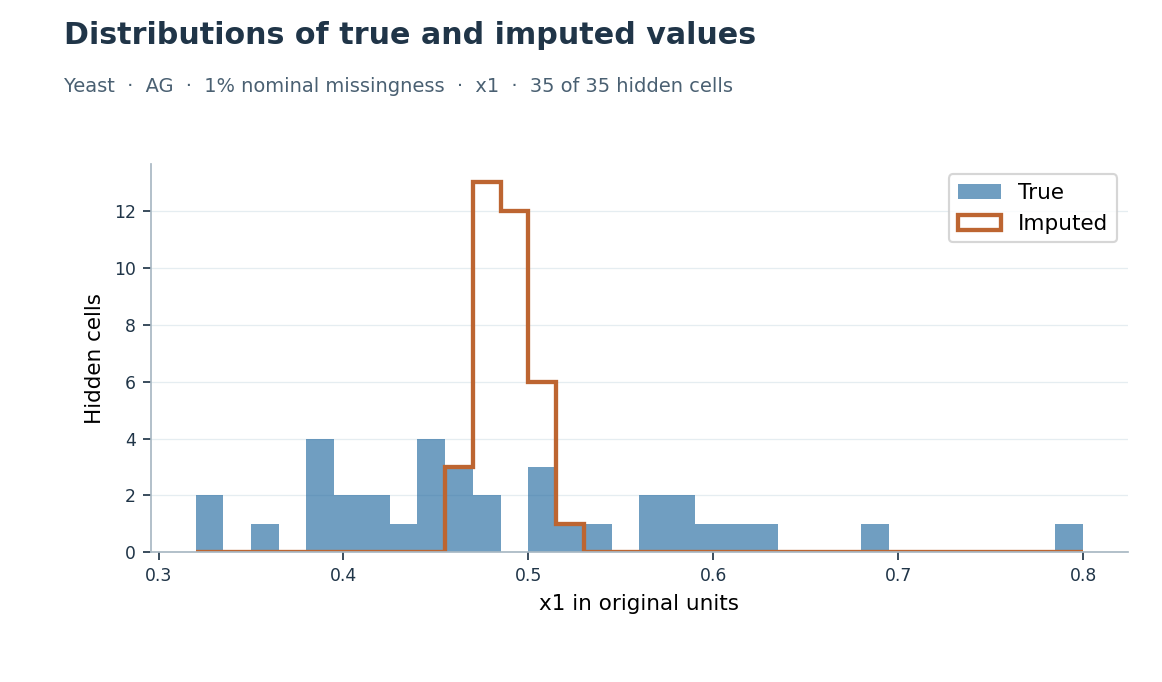 Distributions of true and imputed values
Yeast · AG · 1% nominal missingness · x1 · 35 of 35 hidden cells
True
Imputed
Hidden cells
12
10
8
6
4
2
0
0.3 0.4 0.5 0.6 0.7 0.8
x1 in original units